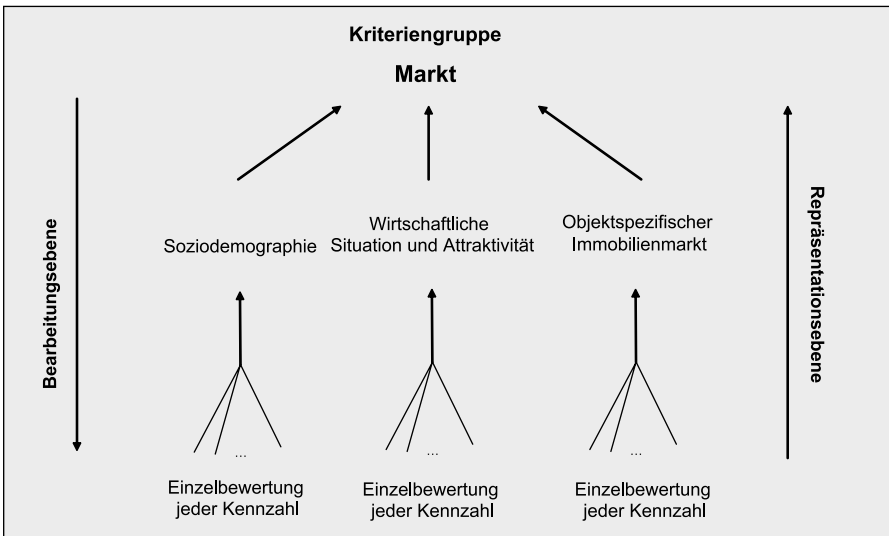 Kriteriengruppe
Markt
Bearbeitungsebene
Repräsentationsebene
Soziodemographie
Wirtschaftliche
Situation und Attraktivität
Objektspezifischer
Immobilienmarkt
...
...
...
Einzelbewertung
jeder Kennzahl
Einzelbewertung
jeder Kennzahl
Einzelbewertung
jeder Kennzahl